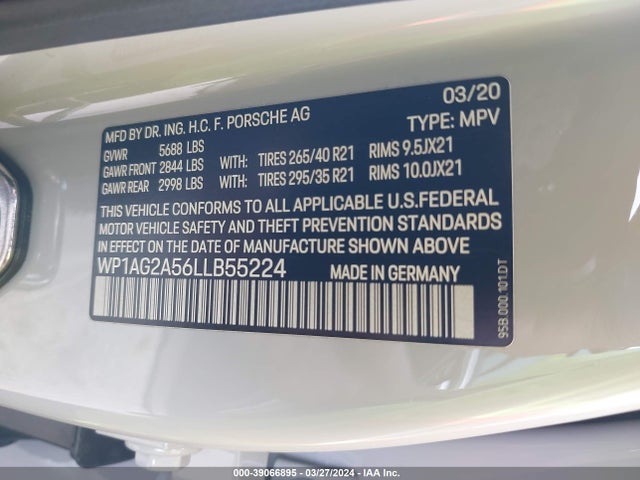 03/20
MFD BY DR. ING. H.C. F. PORSCHE AG TYPE: MPV
GVWR 5688 LBS
GAWR FRONT 2844 LBS WITH: TIRES 265/40 R21 RIMS 9.5JX21
GAWR REAR 2998 LBS WITH: TIRES 295/35 R21 RIMS 10.0JX21
THIS VEHICLE CONFORMS TO ALL APPLICABLE U.S.FEDERAL
MOTOR VEHICLE SAFETY AND THEFT PREVENTION STANDARDS
IN EFFECT ON THE DATE OF MANUFACTURE SHOWN ABOVE
WP1AG2A56LLB55224 MADE IN GERMANY
95B.000.101.DT
000-39066895 - 03/27/2024 - IAA Inc.